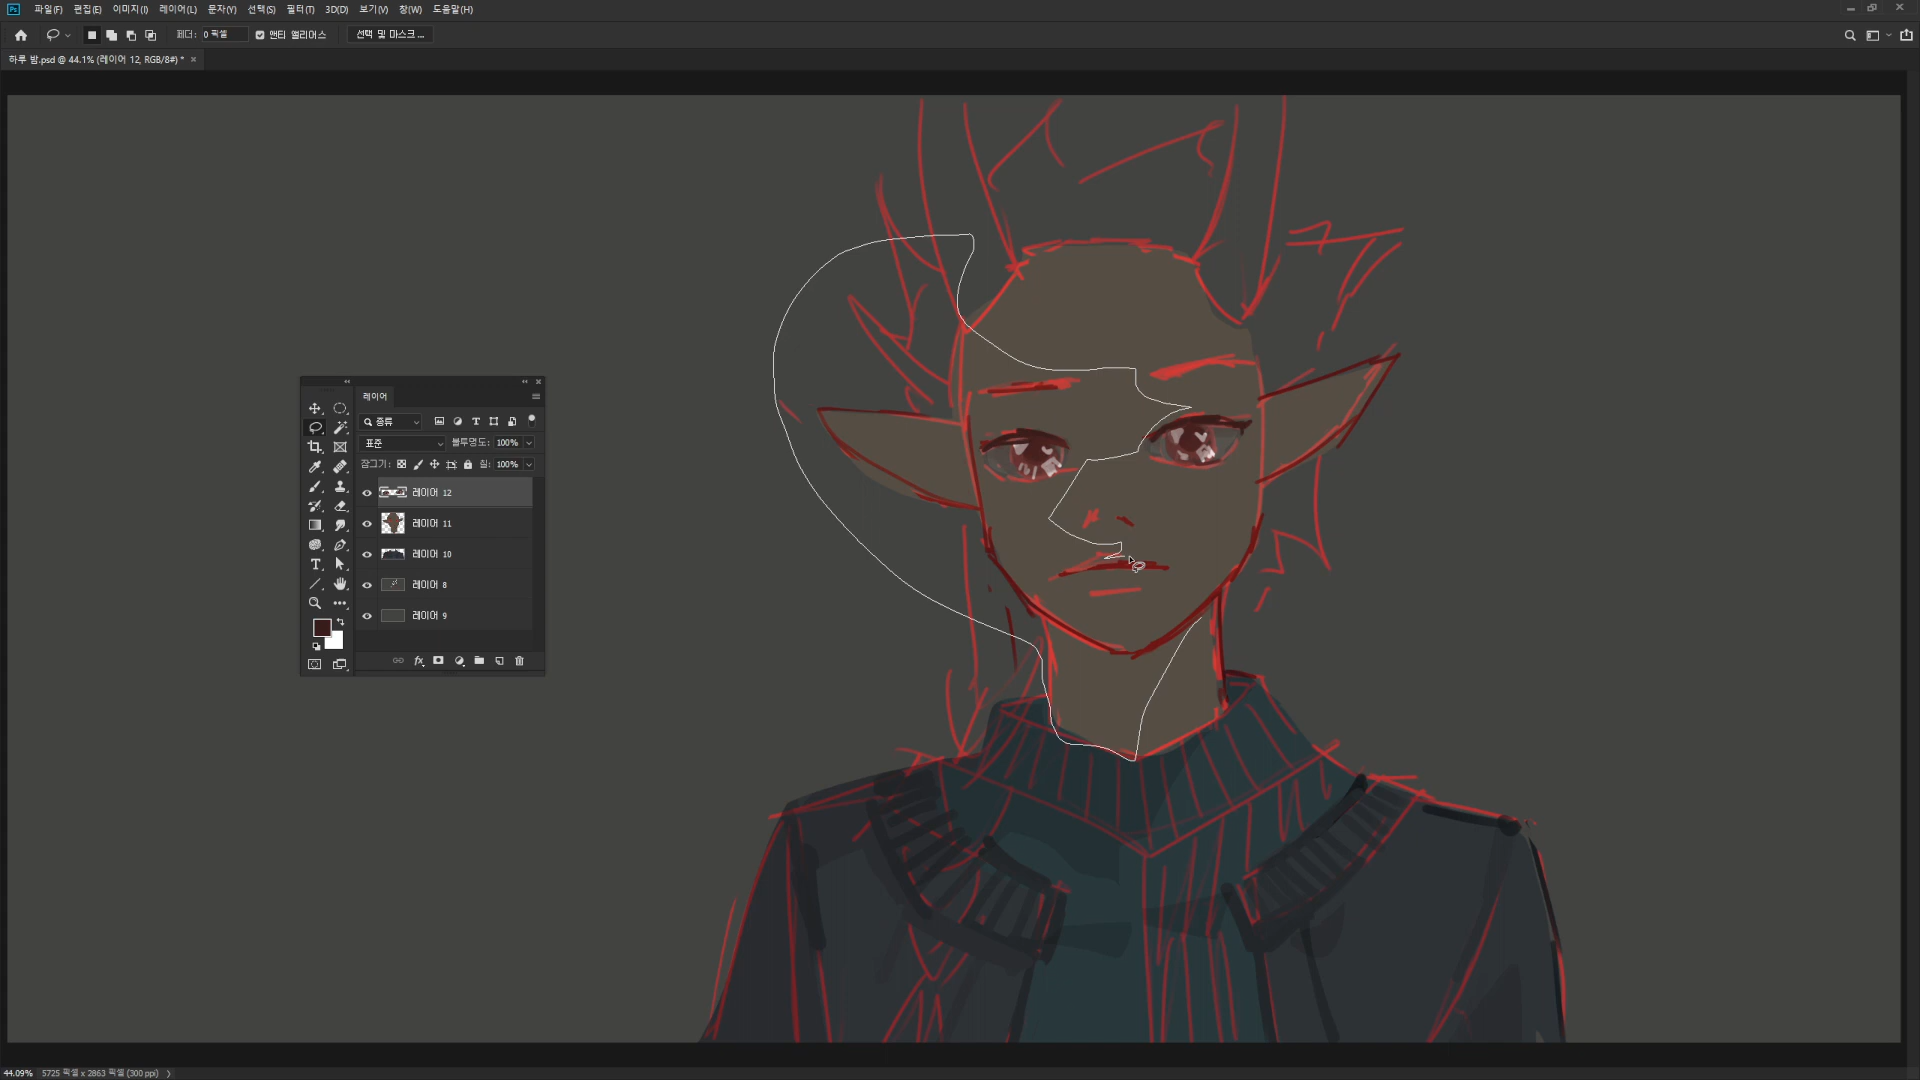 Ps 파일(F) 편집(E) 이미지(I) 레이어(L) 문자(Y) 선택(S) 필터(T) 3D(D) 보기(V) 창(W) 도움말(H)
페더: 0 픽셀 앤티 앨리어스 선택 및 마스크...
하루 밤.psd @ 44.1% (레이어 12, RGB/8#) *
레이어
종류
표준 불투명도: 100%
잠그기: 칠: 100%
레이어 12
레이어 11
레이어 10
레이어 8
레이어 9
fx
44.09% 5725 픽셀 x 2863 픽셀 (300 ppi)